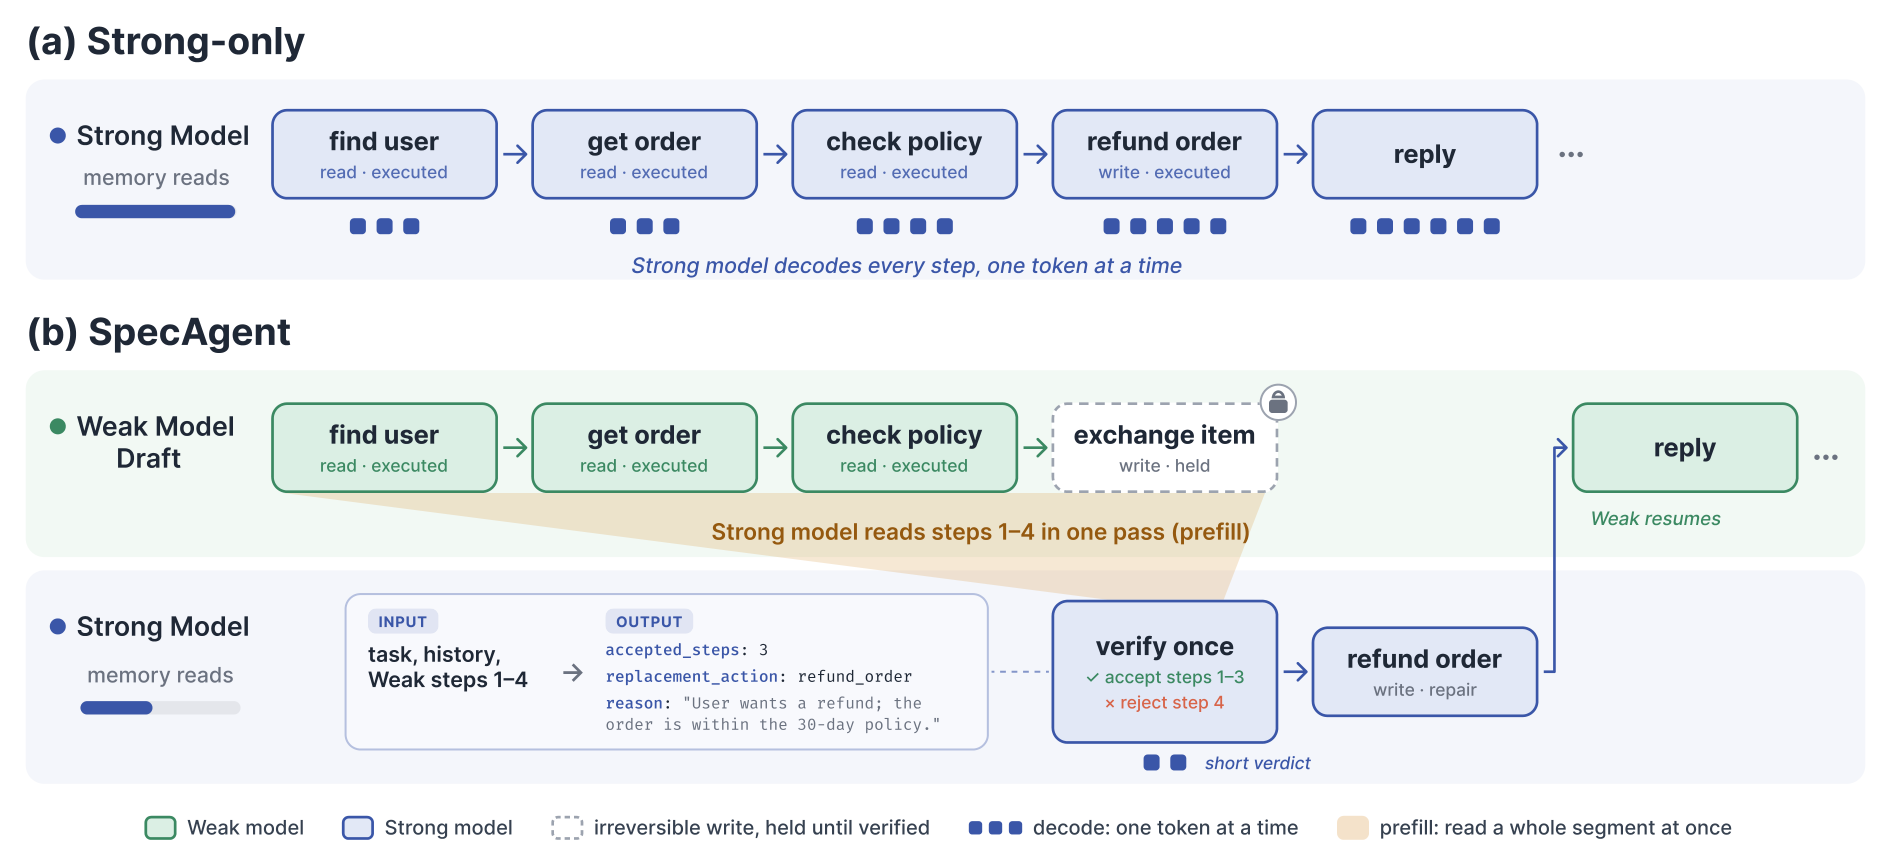 (a) Strong-only
Strong Model
memory reads
find user
read · executed
get order
read · executed
check policy
read · executed
refund order
write · executed
reply
...
Strong model decodes every step, one token at a time
(b) SpecAgent
Weak Model
Draft
find user
read · executed
get order
read · executed
check policy
read · executed
exchange item
write · held
reply
...
Weak resumes
Strong model reads steps 1–4 in one pass (prefill)
Strong Model
memory reads
INPUT
task, history,
Weak steps 1–4
OUTPUT
accepted_steps: 3
replacement_action: refund_order
reason: "User wants a refund; the
order is within the 30-day policy."
verify once
✓ accept steps 1–3
× reject step 4
short verdict
refund order
write · repair
Weak model
Strong model
irreversible write, held until verified
decode: one token at a time
prefill: read a whole segment at once